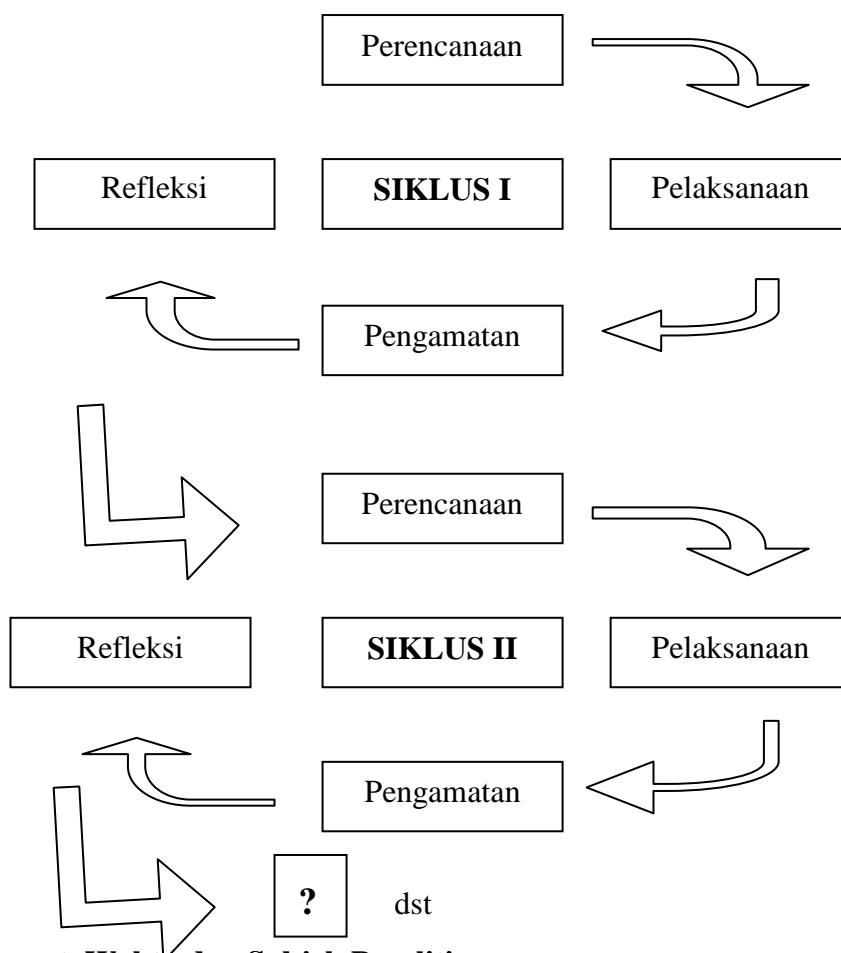 Perencanaan
Refleksi SIKLUS I Pelaksanaan
Pengamatan
Perencanaan
Refleksi SIKLUS II Pelaksanaan
Pengamatan
? dst